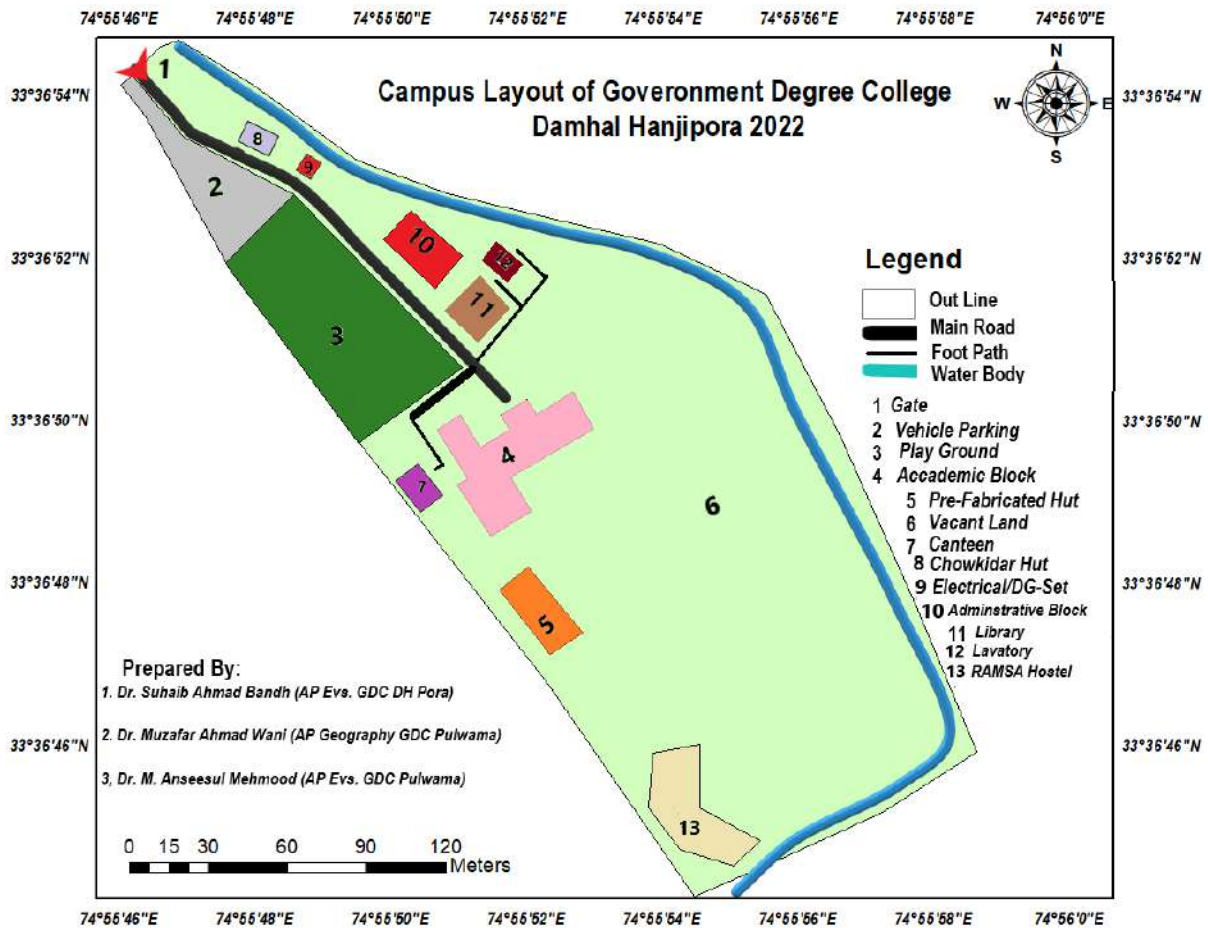 74°55'46"E 74°55'48"E 74°55'50"E 74°55'52"E 74°55'56"E 74°55'58"E 74°56'0"E
Campus Layout of Goverenment Degree College
Damhal Hanjipora 2022
N
W E
S
33°36'54"N 33°36'54"N
33°36'52"N 33°36'52"N
33°36'50"N 33°36'50"N
33°36'48"N 33°36'48"N
33°36'46"N 33°36'46"N
1
8
9
2
10
12
11
3
4
7
6
5
13
Legend
Out Line
Main Road
Foot Path
Water Body
1 Gate
2 Vehicle Parking
3 Play Ground
4 Accademic Block
5 Pre-Fabricated Hut
6 Vacant Land
7 Canteen
8 Chowkidar Hut
9 Electrical/DG-Set
10 Adminstrative Block
11 Library
12 Lavatory
13 RAMSA Hostel
Prepared By:
1. Dr. Suhaib Ahmad Bandh (AP Evs. GDC DH Pora)
2. Dr. Muzafar Ahmad Wani (AP Geography GDC Pulwama)
3, Dr. M. Anseesul Mehmood (AP Evs. GDC Pulwama)
0 15 30 60 90 120
Meters
74°55'46"E 74°55'48"E 74°55'50"E 74°55'52"E 74°55'56"E 74°55'58"E 74°56'0"E